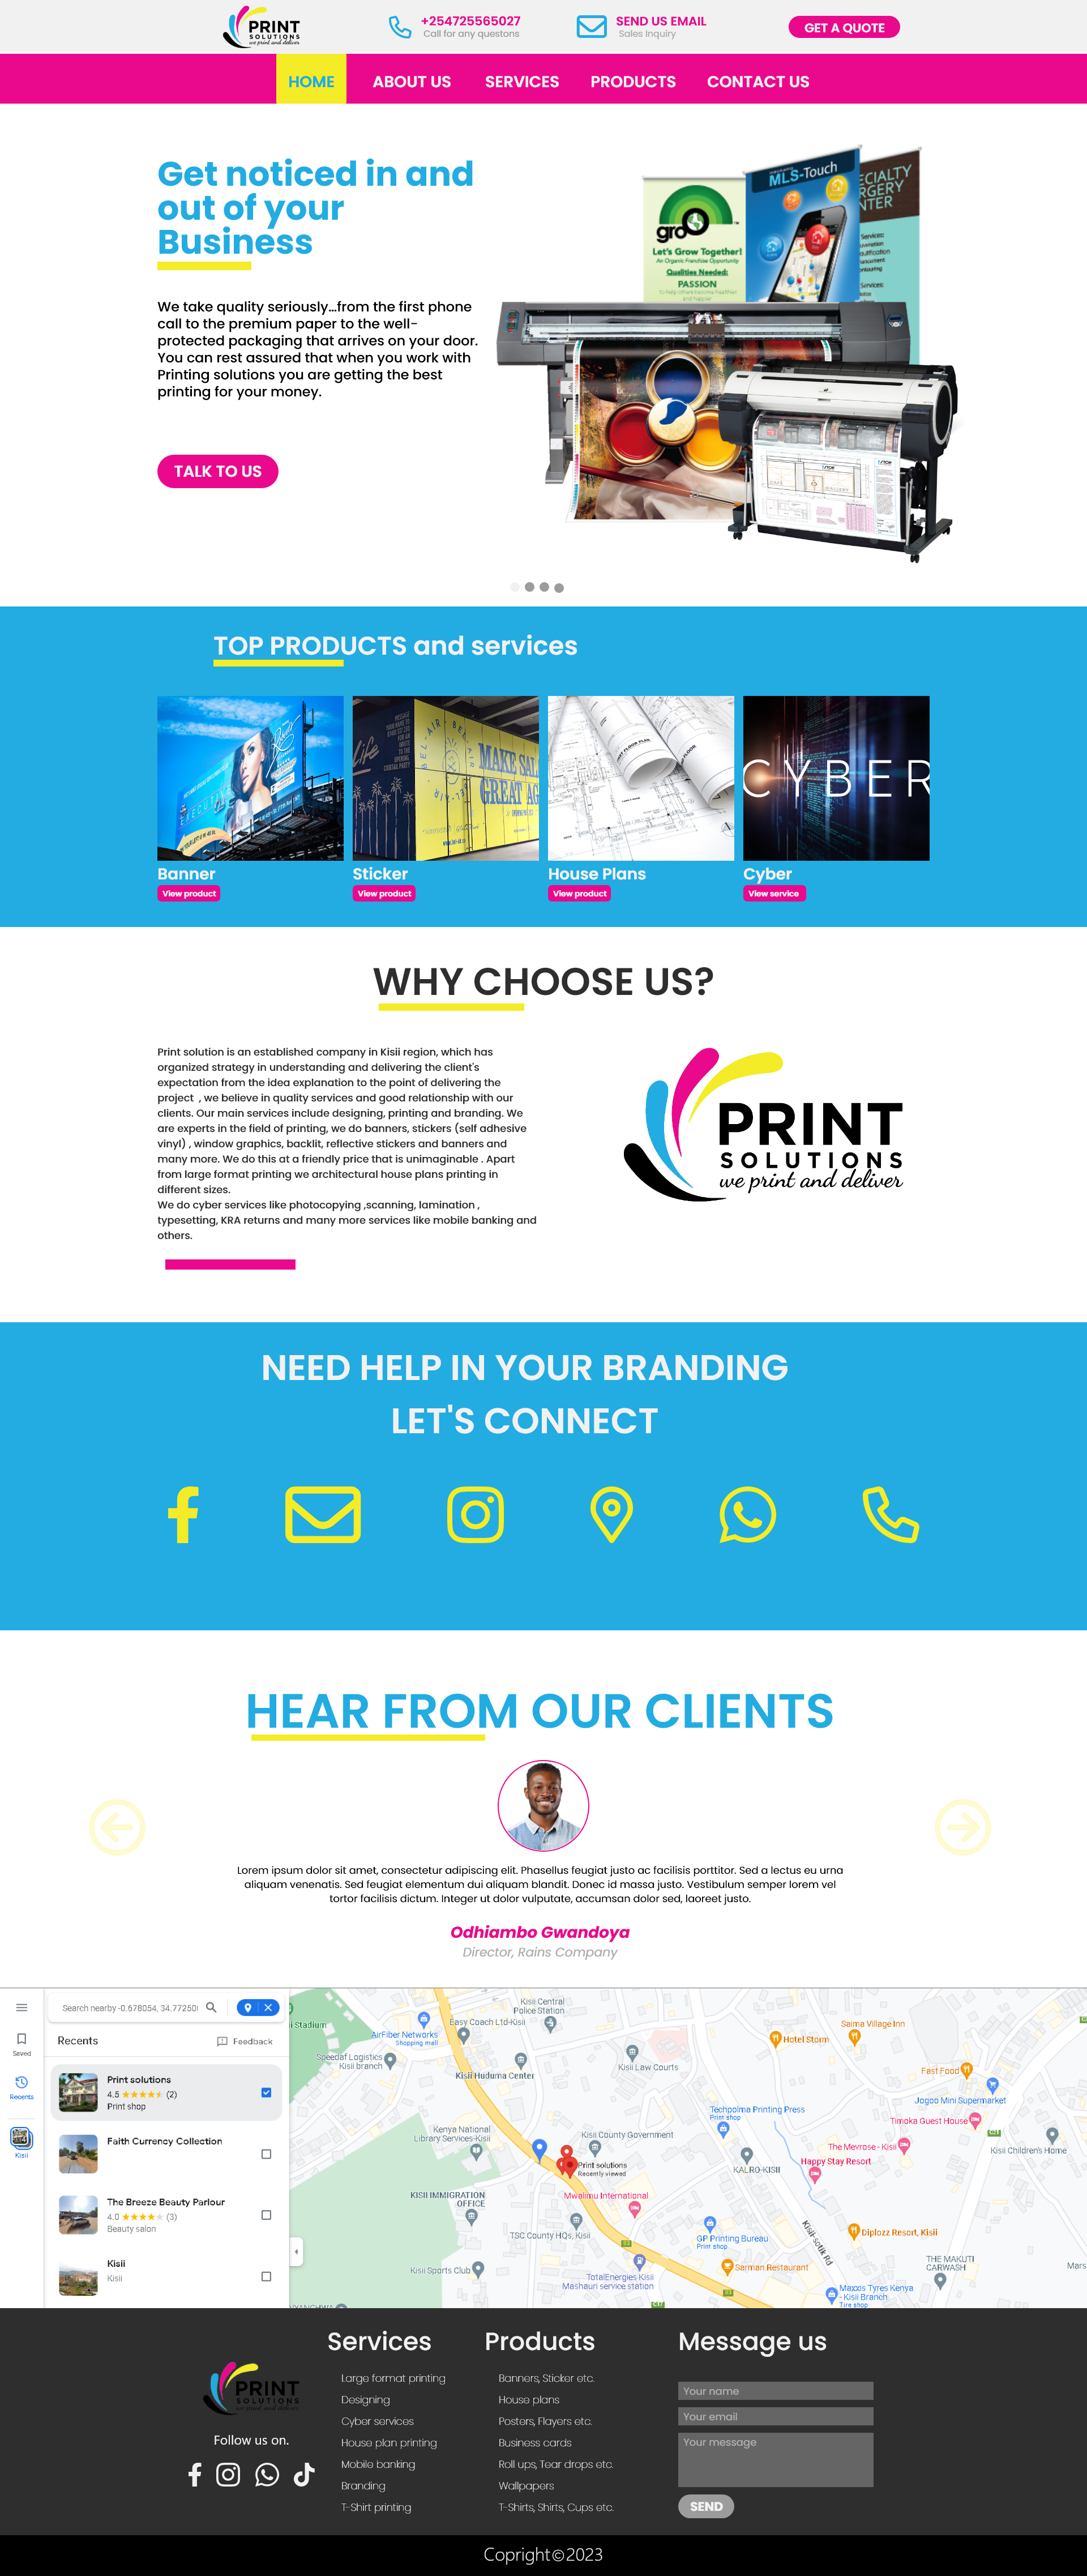 PRINT
SOLUTIONS
we print and deliver
+254725565027
Call for any questons
SEND US EMAIL
Sales Inquiry
GET A QUOTE
HOME
ABOUT US
SERVICES
PRODUCTS
CONTACT US
Get noticed in and
out of your
Business
We take quality seriously...from the first phone
call to the premium paper to the well-
protected packaging that arrives on your door.
You can rest assured that when you work with
Printing solutions you are getting the best
printing for your money.
TALK TO US
gro
Let's Grow Together!
An Organic Franchise Opportunity
Qualities Needed:
PASSION
MLS-Touch
TOP PRODUCTS and services
MAKE SAL
GREAT AG
CYBER
Banner
View product
Sticker
View product
House Plans
View product
Cyber
View service
WHY CHOOSE US?
Print solution is an established company in Kisii region, which has
organized strategy in understanding and delivering the client's
expectation from the idea explanation to the point of delivering the
project , we believe in quality services and good relationship with our
clients. Our main services include designing, printing and branding. We
are experts in the field of printing, we do banners, stickers (self adhesive
vinyl) , window graphics, backlit, reflective stickers and banners and
many more. We do this at a friendly price that is unimaginable . Apart
from large format printing we architectural house plans printing in
different sizes.
We do cyber services like photocopying ,scanning, lamination ,
typesetting, KRA returns and many more services like mobile banking and
others.
PRINT
SOLUTIONS
we print and deliver
NEED HELP IN YOUR BRANDING
LET'S CONNECT
HEAR FROM OUR CLIENTS
Lorem ipsum dolor sit amet, consectetur adipiscing elit. Phasellus feugiat justo ac facilisis porttitor. Sed a lectus eu urna
aliquam venenatis. Sed feugiat elementum dui aliquam blandit. Donec id massa justo. Vestibulum semper lorem vel
tortor facilisis dictum. Integer ut dolor vulputate, accumsan dolor sed, laoreet justo.
Odhiambo Gwandoya
Director, Rains Company
Search nearby -0.678054, 34.77250
Saved
Recents
Kisii
Recents
Feedback
Print solutions
4.5 (2)
Print shop
Faith Currency Collection
The Breeze Beauty Parlour
4.0 (3)
Beauty salon
Kisii
Kisii
i Stadium
AirFiber Networks
Shopping mall
Easy Coach Ltd-Kisii
Kisii Central
Police Station
Speedaf Logistics
Kisii branch
Kisii Huduma Center
Kisii Law Courts
Hotel Storm
Saima Village Inn
Fast Food
Jogoo Mini Supermarket
Techpolma Printing Press
Print shop
Timoka Guest House
Kenya National
Library Services-Kisii
Kisii County Government
The Mevrose - Kisii
Kisii Children's Home
Print solutions
Recently viewed
KALRO-KISII
Happy Stay Resort
KISII IMMIGRATION
OFFICE
Mwalimu International
TSC County HQs, Kisii
GP Printing Bureau
Print shop
Kisii-sotik Rd
Diplozz Resort, Kisii
Kisii Sports Club
TotalEnergies Kisii
Mashauri service station
Sarman Restaurant
THE MAKUTI
CARWASH
Mars
Maxxis Tyres Kenya
- Kisii Branch
Tire shop
PRINT
SOLUTIONS
we print and deliver
Follow us on.
Services
Large format printing
Designing
Cyber services
House plan printing
Mobile banking
Branding
T-Shirt printing
Products
Banners, Sticker etc.
House plans
Posters, Flayers etc.
Business cards
Roll ups, Tear drops etc.
Wallpapers
T-Shirts, Shirts, Cups etc.
Message us
Your name
Your email
Your message
SEND
Copright©2023